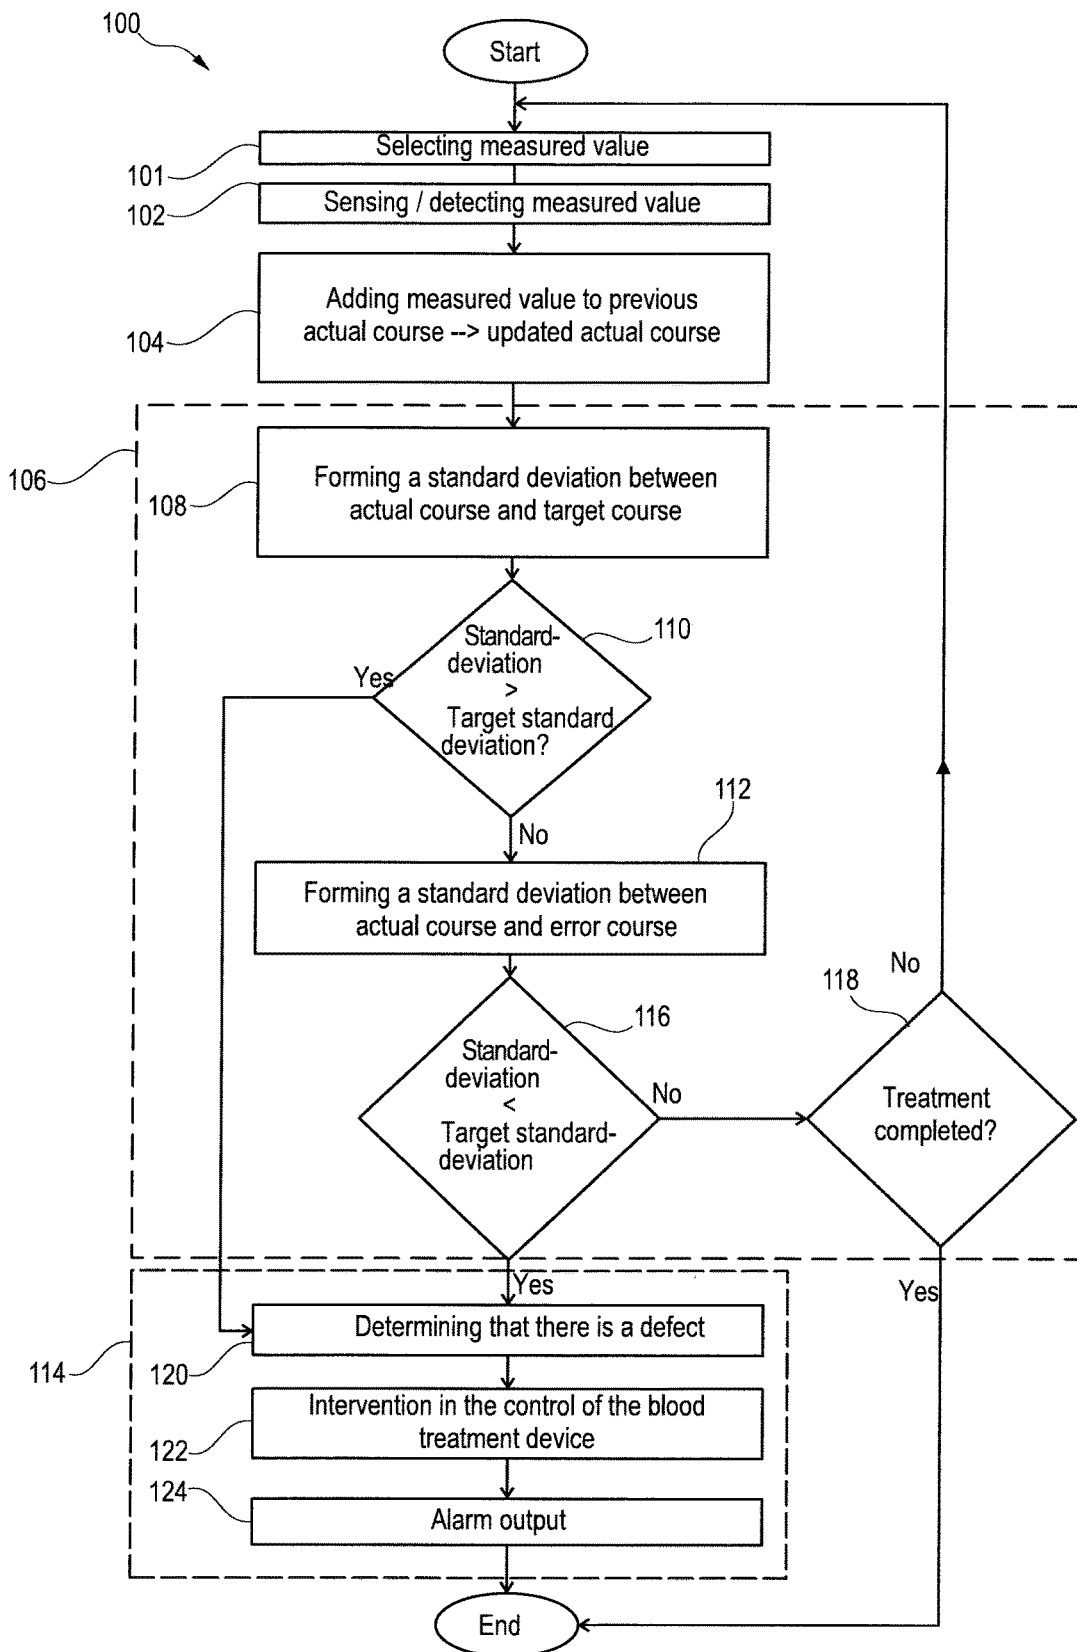 100
Start
Selecting measured value
101
Sensing / detecting measured value
102
Adding measured value to previous
actual course --> updated actual course
104
106
Forming a standard deviation between
actual course and target course
108
110
Standard-
deviation
>
Target standard
deviation?
Yes
No
112
Forming a standard deviation between
actual course and error course
116
Standard-
deviation
<
Target standard-
deviation
No
118
No
Treatment
completed?
Yes
Yes
Determining that there is a defect
114
120
Intervention in the control of the blood
treatment device
122
124
Alarm output
End